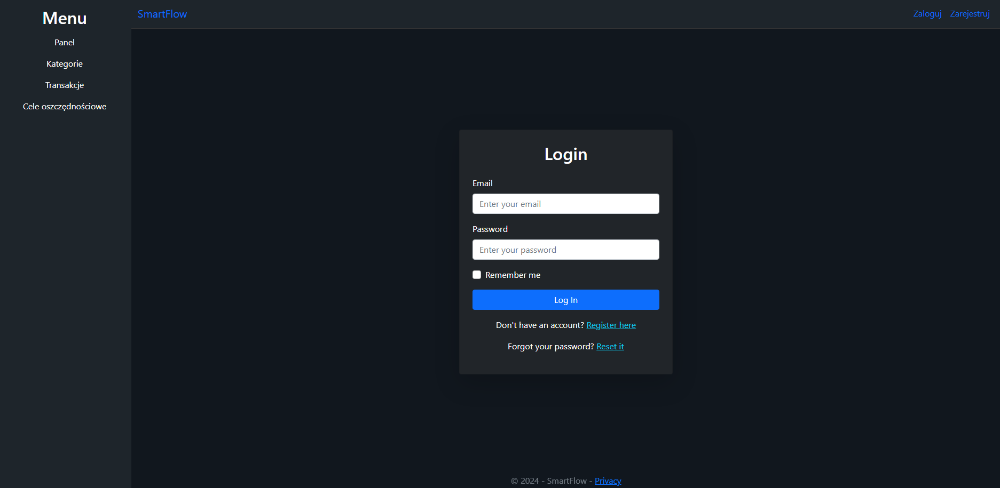 Menu
Panel
Kategorie
Transakcje
Cele oszczędnościowe
SmartFlow
Zaloguj Zarejestruj
Login
Email
Enter your email
Password
Enter your password
Remember me
Log In
Don't have an account? Register here
Forgot your password? Reset it
© 2024 - SmartFlow - Privacy